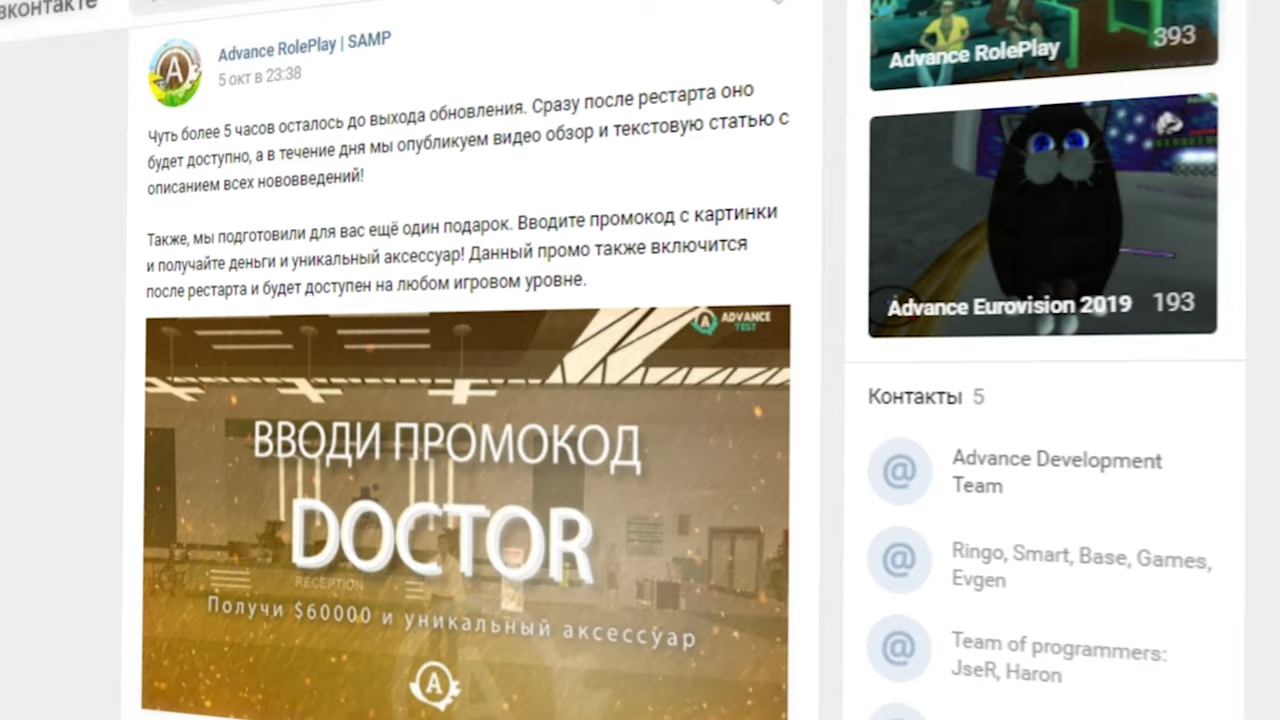 вконтакте
Advance RolePlay | SAMP
5 окт в 23:38
Чуть более 5 часов осталось до выхода обновления. Сразу после рестарта оно
будет доступно, а в течение дня мы опубликуем видео обзор и текстовую статью с
описанием всех нововведений!
Также, мы подготовили для вас ещё один подарок. Вводите промокод с картинки
и получайте деньги и уникальный аксессуар! Данный промо также включится
после рестарта и будет доступен на любом игровом уровне.
ADVANCE
TEST
ВВОДИ ПРОМОКОД
DOCTOR
RECEPTION
Получи $60000 и уникальный аксессуар
A
Advance RolePlay 393
Advance Eurovision 2019 193
Контакты 5
@ Advance Development
Team
@ Ringo, Smart, Base, Games,
Evgen
@ Team of programmers:
JseR, Haron